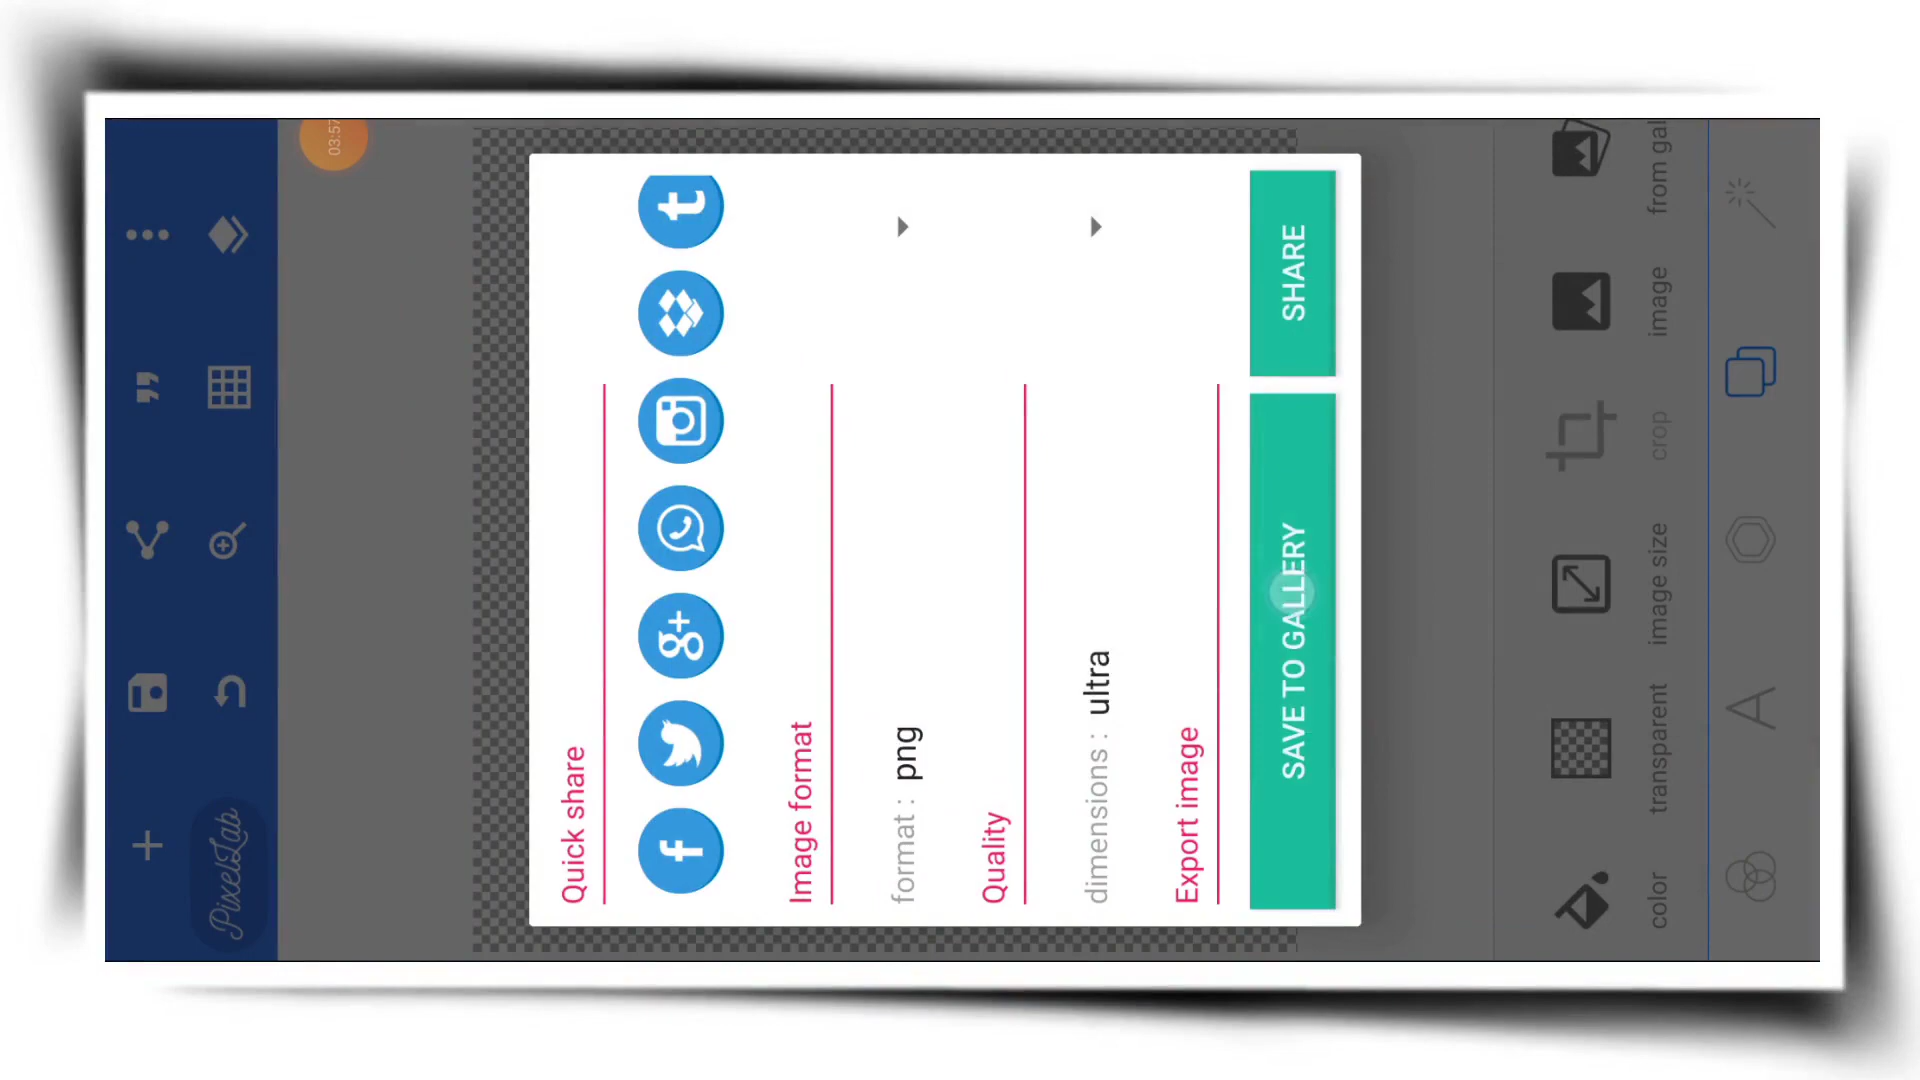 PixelLab
03:57
Quick share
Image format
format : png
Quality
dimensions : ultra
Export image
SAVE TO GALLERY
SHARE
color
transparent
image size
crop
image
from gal